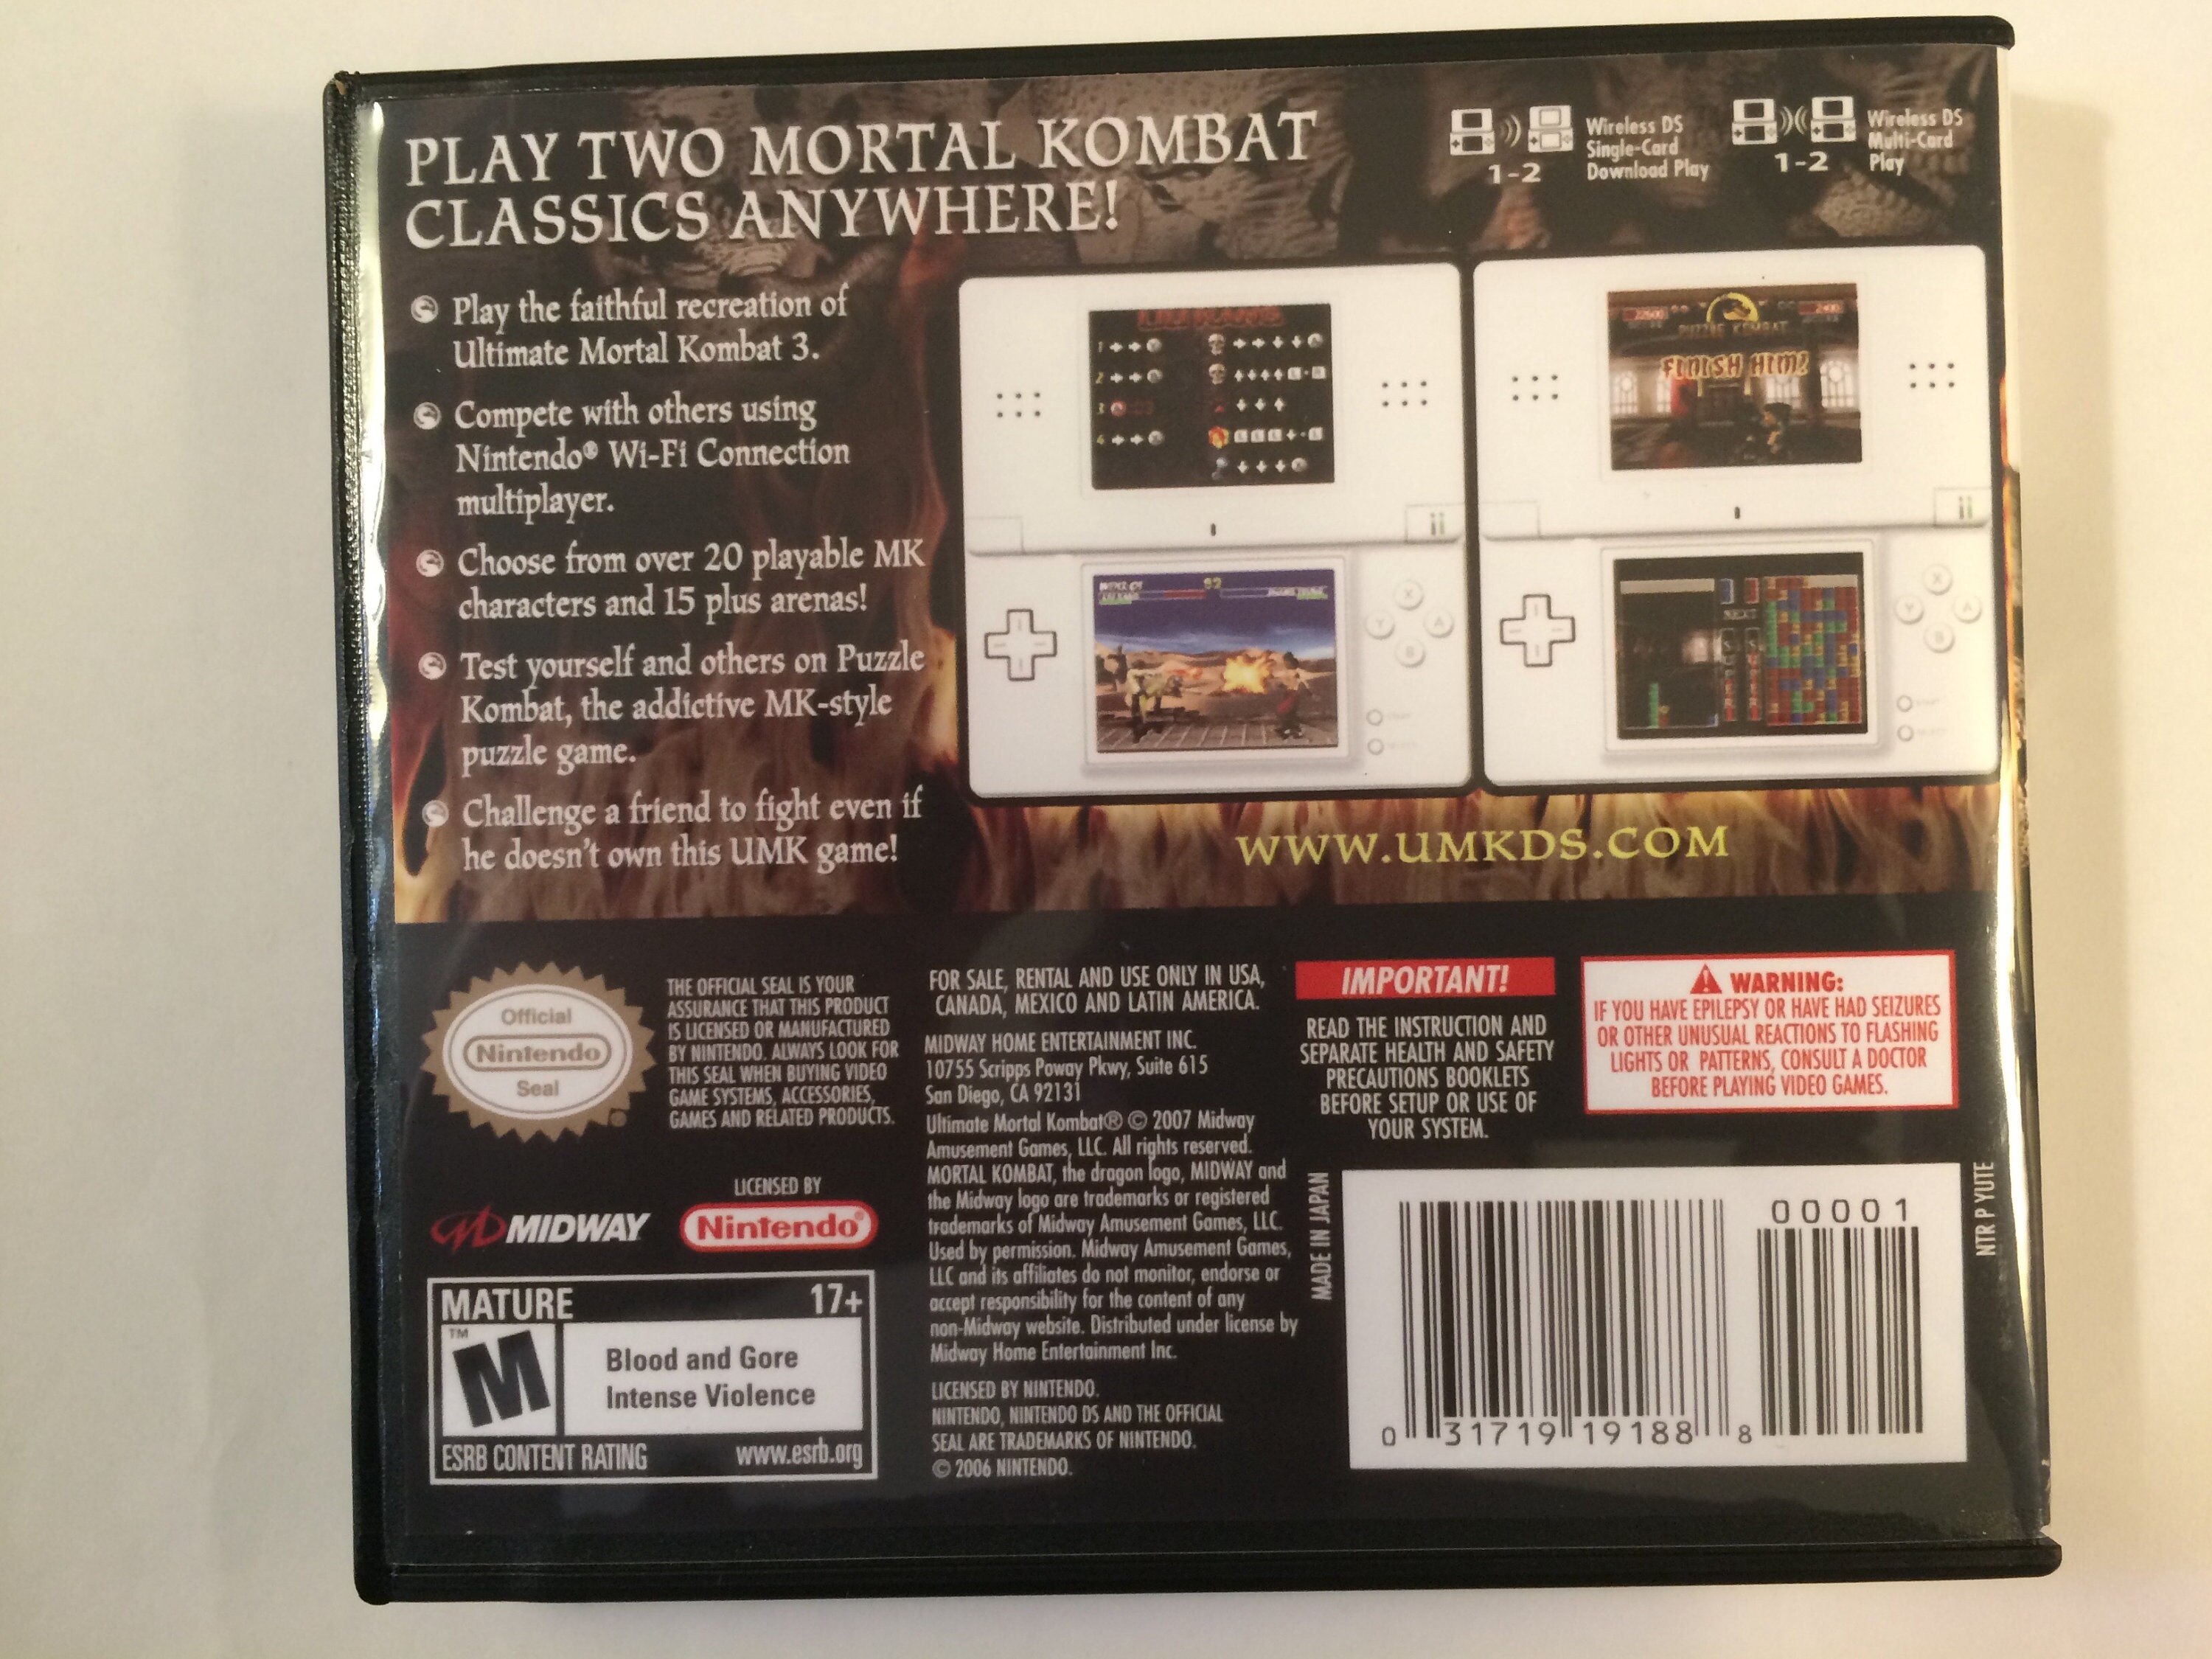 PLAY TWO MORTAL KOMBAT
CLASSICS ANYWHERE!
Wireless DS
Single-Card
Download Play
1-2
Wireless DS
Multi-Card
Play
1-2
Play the faithful recreation of
Ultimate Mortal Kombat 3.
Compete with others using
Nintendo® Wi-Fi Connection
multiplayer.
Choose from over 20 playable MK
characters and 15 plus arenas!
Test yourself and others on Puzzle
Kombat, the addictive MK-style
puzzle game.
Challenge a friend to fight even if
he doesn't own this UMK game!
1
2
3
4
92
X
Y
A
B
PUZZLE KOMBAT
FINISH HIM!
NEXT
X
Y
A
B
WWW.UMKDS.COM
Official
Nintendo
Seal
THE OFFICIAL SEAL IS YOUR
ASSURANCE THAT THIS PRODUCT
IS LICENSED OR MANUFACTURED
BY NINTENDO. ALWAYS LOOK FOR
THIS SEAL WHEN BUYING VIDEO
GAME SYSTEMS, ACCESSORIES,
GAMES AND RELATED PRODUCTS.
MIDWAY
LICENSED BY
Nintendo®
MATURE 17+
TM
M
Blood and Gore
Intense Violence
ESRB CONTENT RATING www.esrb.org
FOR SALE, RENTAL AND USE ONLY IN USA,
CANADA, MEXICO AND LATIN AMERICA.
MIDWAY HOME ENTERTAINMENT INC.
10755 Scripps Poway Pkwy, Suite 615
San Diego, CA 92131
Ultimate Mortal Kombat® © 2007 Midway
Amusement Games, LLC. All rights reserved.
MORTAL KOMBAT, the dragon logo, MIDWAY and
the Midway logo are trademarks or registered
trademarks of Midway Amusement Games, LLC.
Used by permission. Midway Amusement Games,
LLC and its affiliates do not monitor, endorse or
accept responsibility for the content of any
non-Midway website. Distributed under license by
Midway Home Entertainment Inc.
LICENSED BY NINTENDO.
NINTENDO, NINTENDO DS AND THE OFFICIAL
SEAL ARE TRADEMARKS OF NINTENDO.
© 2006 NINTENDO.
IMPORTANT!
READ THE INSTRUCTION AND
SEPARATE HEALTH AND SAFETY
PRECAUTIONS BOOKLETS
BEFORE SETUP OR USE OF
YOUR SYSTEM.
WARNING:
IF YOU HAVE EPILEPSY OR HAVE HAD SEIZURES
OR OTHER UNUSUAL REACTIONS TO FLASHING
LIGHTS OR PATTERNS, CONSULT A DOCTOR
BEFORE PLAYING VIDEO GAMES.
MADE IN JAPAN
00001
0 31719 19188 8
NTR P YUTE